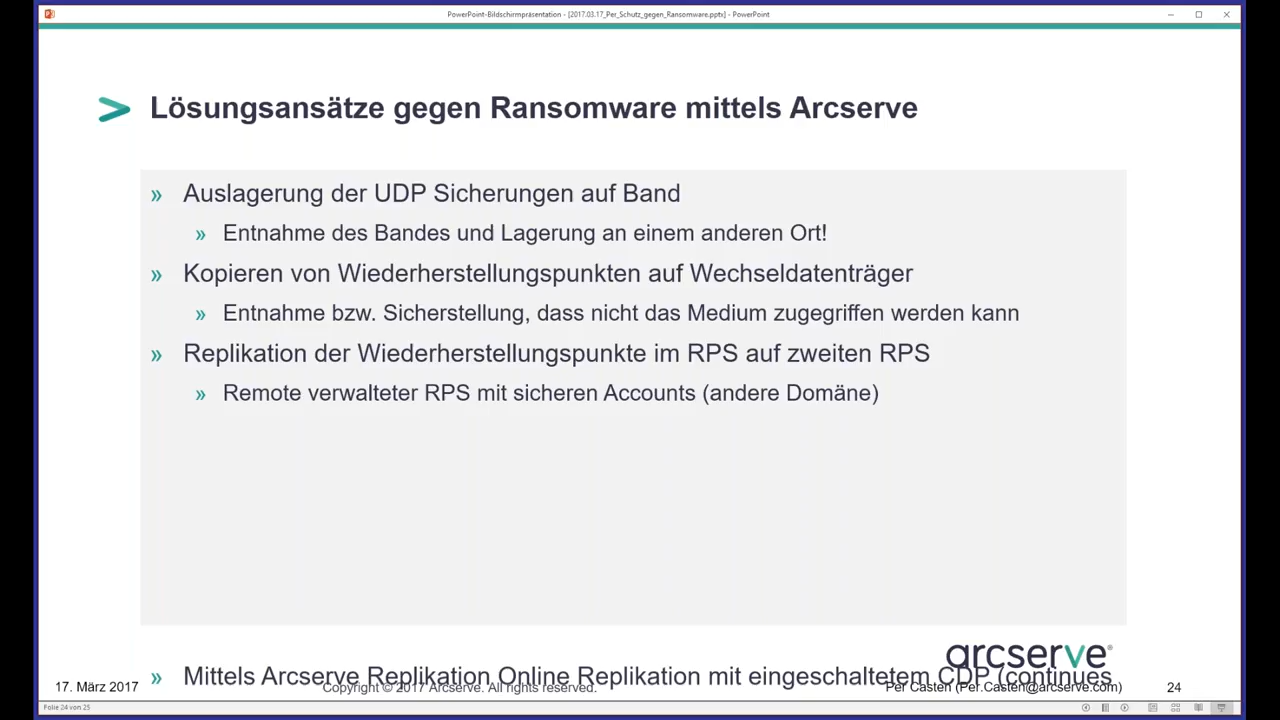 PowerPoint-Bildschirmpräsentation - [2017.03.17_Per_Schutz_gegen_Ransomware.pptx] - PowerPoint
Lösungsansätze gegen Ransomware mittels Arcserve
» Auslagerung der UDP Sicherungen auf Band
» Entnahme des Bandes und Lagerung an einem anderen Ort!
» Kopieren von Wiederherstellungspunkten auf Wechseldatenträger
» Entnahme bzw. Sicherstellung, dass nicht das Medium zugegriffen werden kann
» Replikation der Wiederherstellungspunkte im RPS auf zweiten RPS
» Remote verwalteter RPS mit sicheren Accounts (andere Domäne)
arcserve®
» Mittels Arcserve Replikation Online Replikation mit eingeschaltetem CDP (continues
17. März 2017 Copyright © 2017 Arcserve. All rights reserved. Per Casten (Per.Casten@arcserve.com) 24
Folie 24 von 25